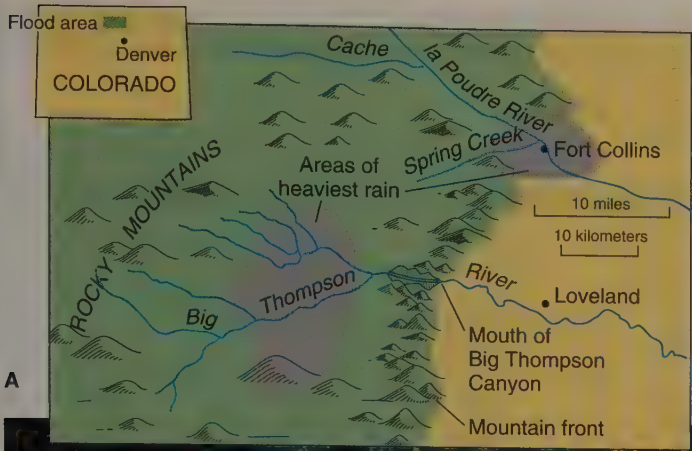 Flood area
Denver
COLORADO
Cache
la Poudre River
Spring Creek
Fort Collins
Areas of
heaviest rain
10 miles
10 kilometers
ROCKY MOUNTAINS
Big Thompson River
Loveland
Mouth of
Big Thompson
Canyon
Mountain front
A